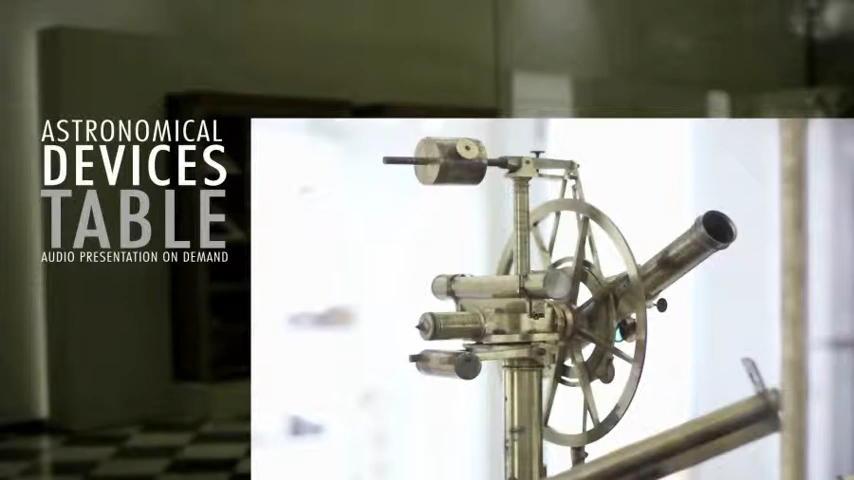 ASTRONOMICAL
DEVICES
TABLE
AUDIO PRESENTATION ON DEMAND